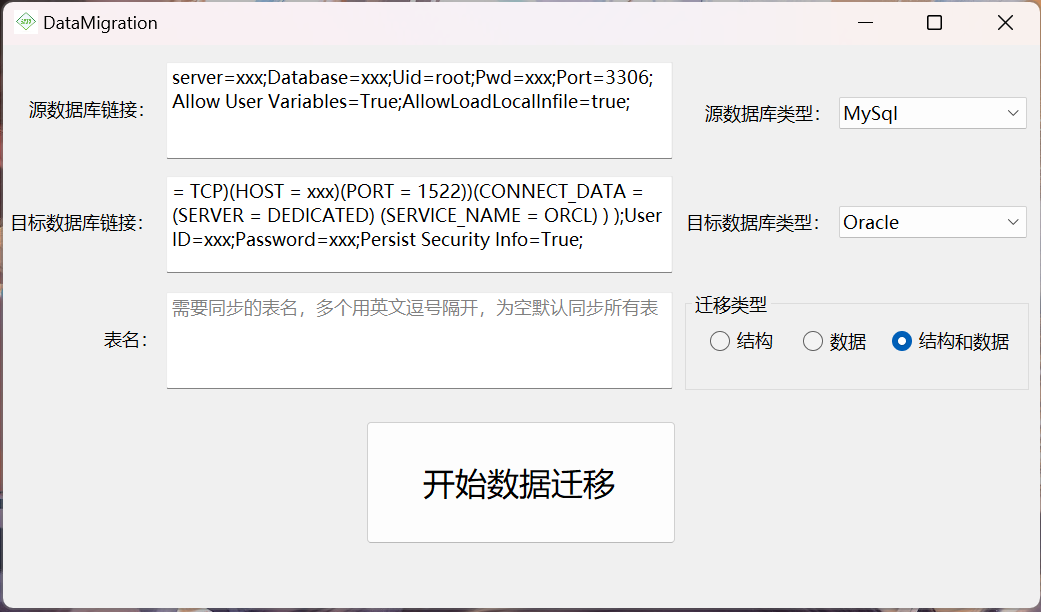 DataMigration
源数据库链接：
server=xxx;Database=xxx;Uid=root;Pwd=xxx;Port=3306;
Allow User Variables=True;AllowLoadLocalInfile=true;
源数据库类型：
MySql
目标数据库链接：
= TCP)(HOST = xxx)(PORT = 1522))(CONNECT_DATA =
(SERVER = DEDICATED) (SERVICE_NAME = ORCL) ) );User
ID=xxx;Password=xxx;Persist Security Info=True;
目标数据库类型：
Oracle
表名：
需要同步的表名，多个用英文逗号隔开，为空默认同步所有表
迁移类型
结构 数据 结构和数据
开始数据迁移